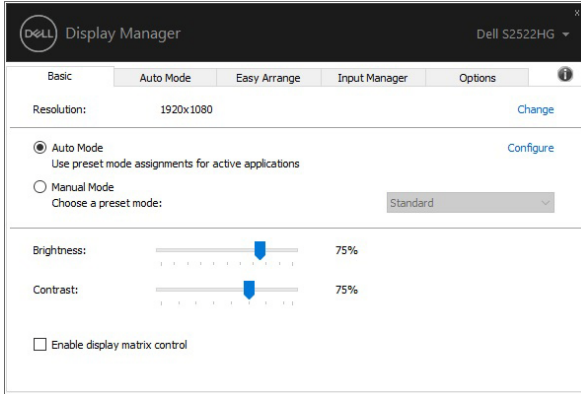 DELL Display Manager Dell S2522HG
Basic Auto Mode Easy Arrange Input Manager Options i
Resolution: 1920x1080 Change
Auto Mode Configure
Use preset mode assignments for active applications
Manual Mode
Choose a preset mode: Standard
Brightness: 75%
Contrast: 75%
Enable display matrix control